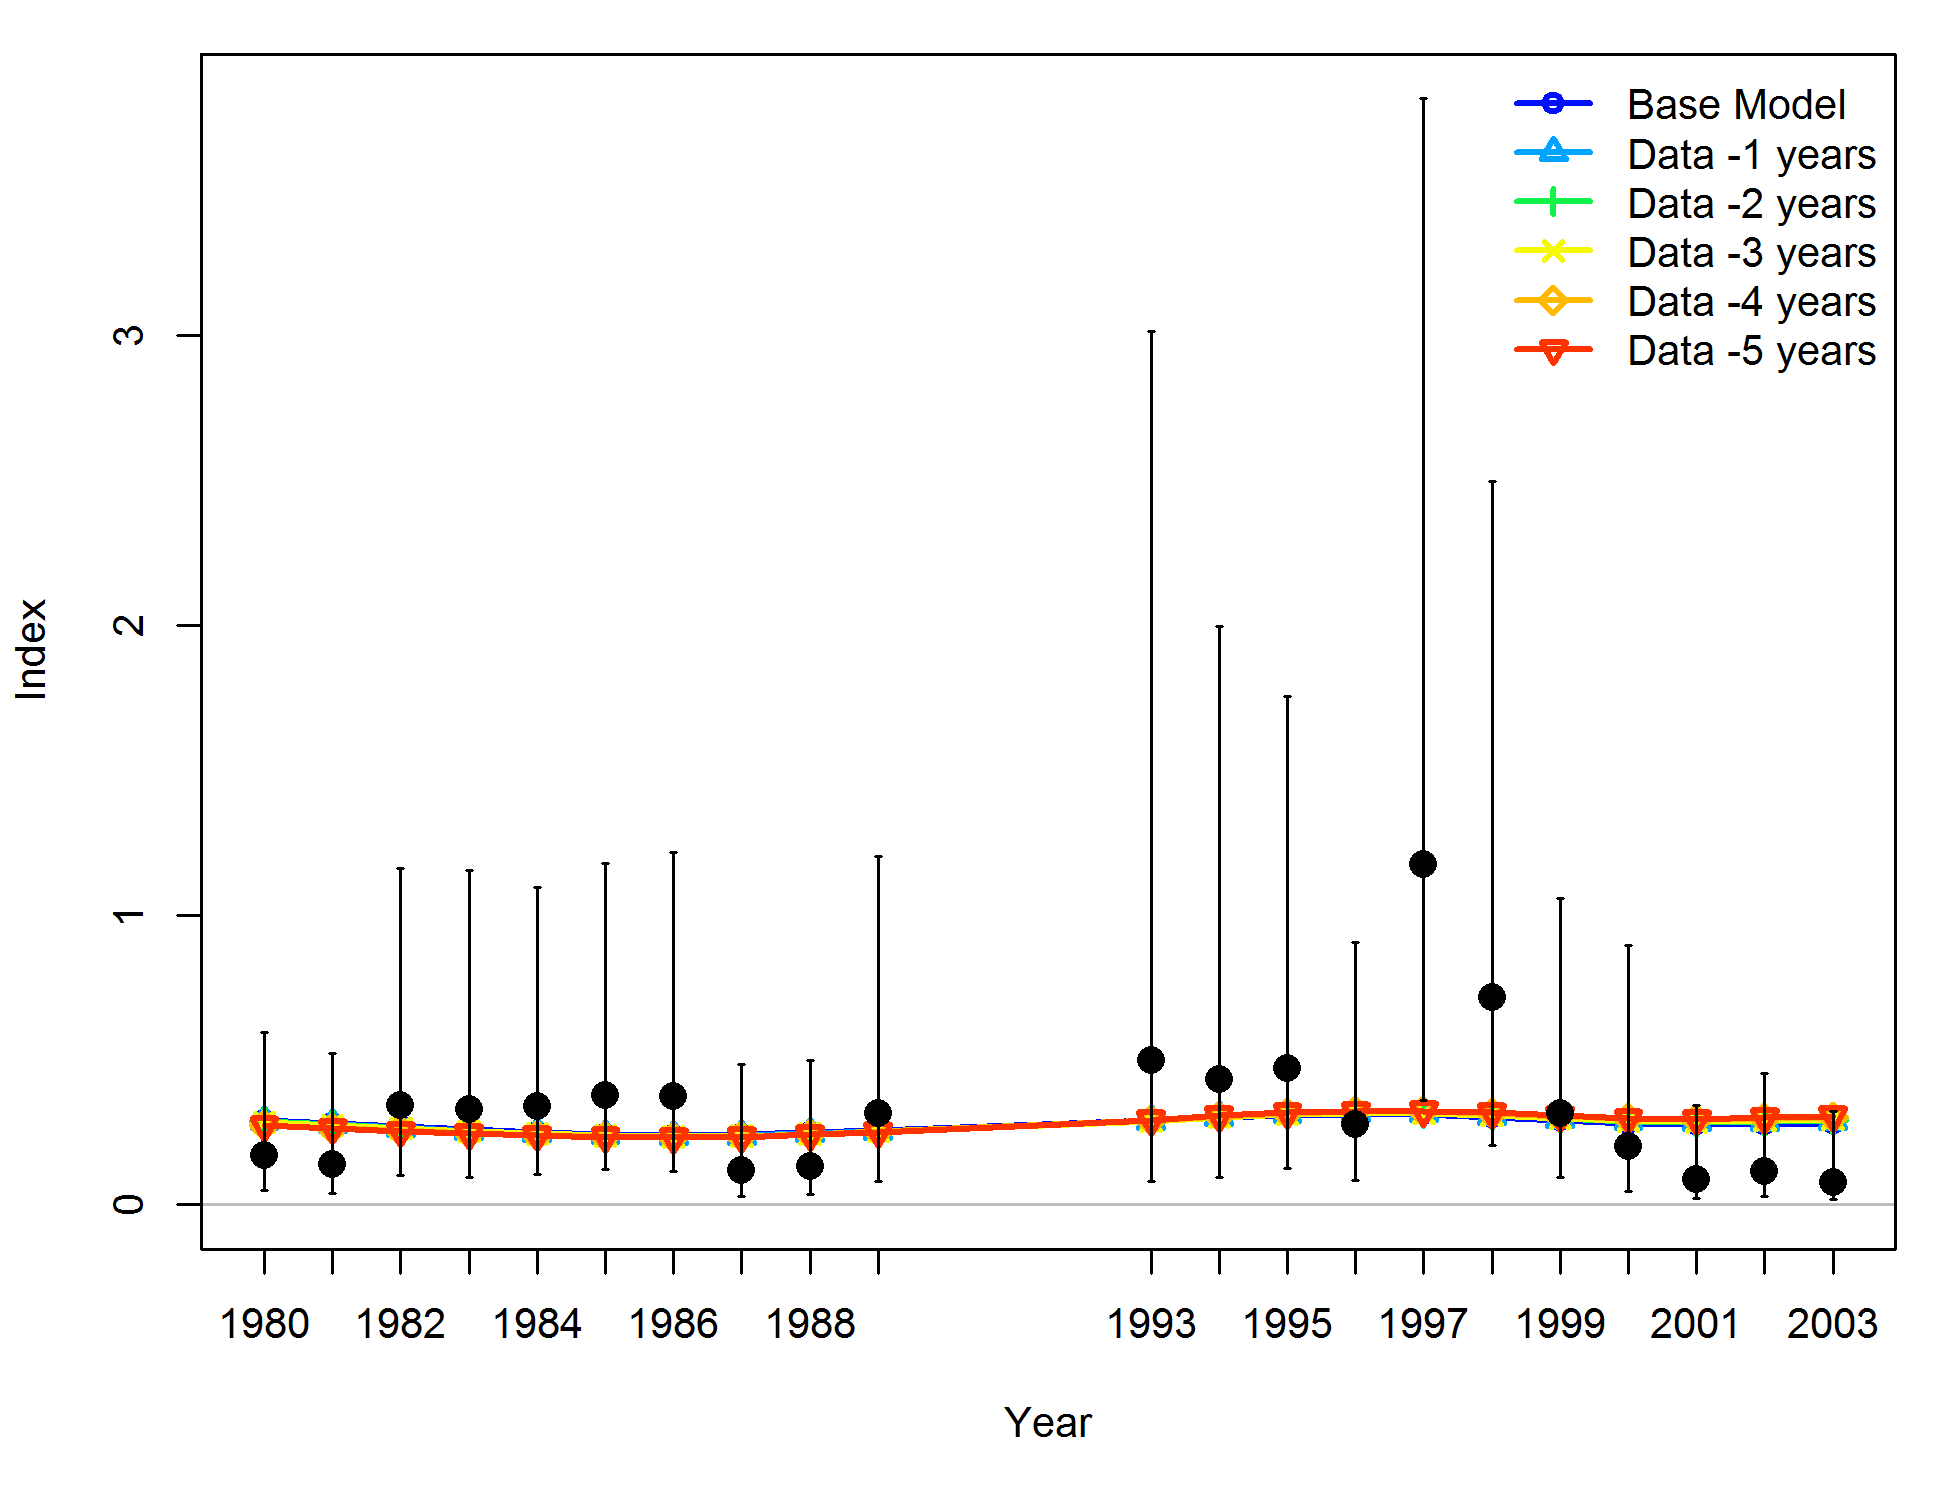 Base Model
Data -1 years
Data -2 years
Data -3 years
Data -4 years
Data -5 years
3
2
1
0
Index
1980 1982 1984 1986 1988 1993 1995 1997 1999 2001 2003
Year